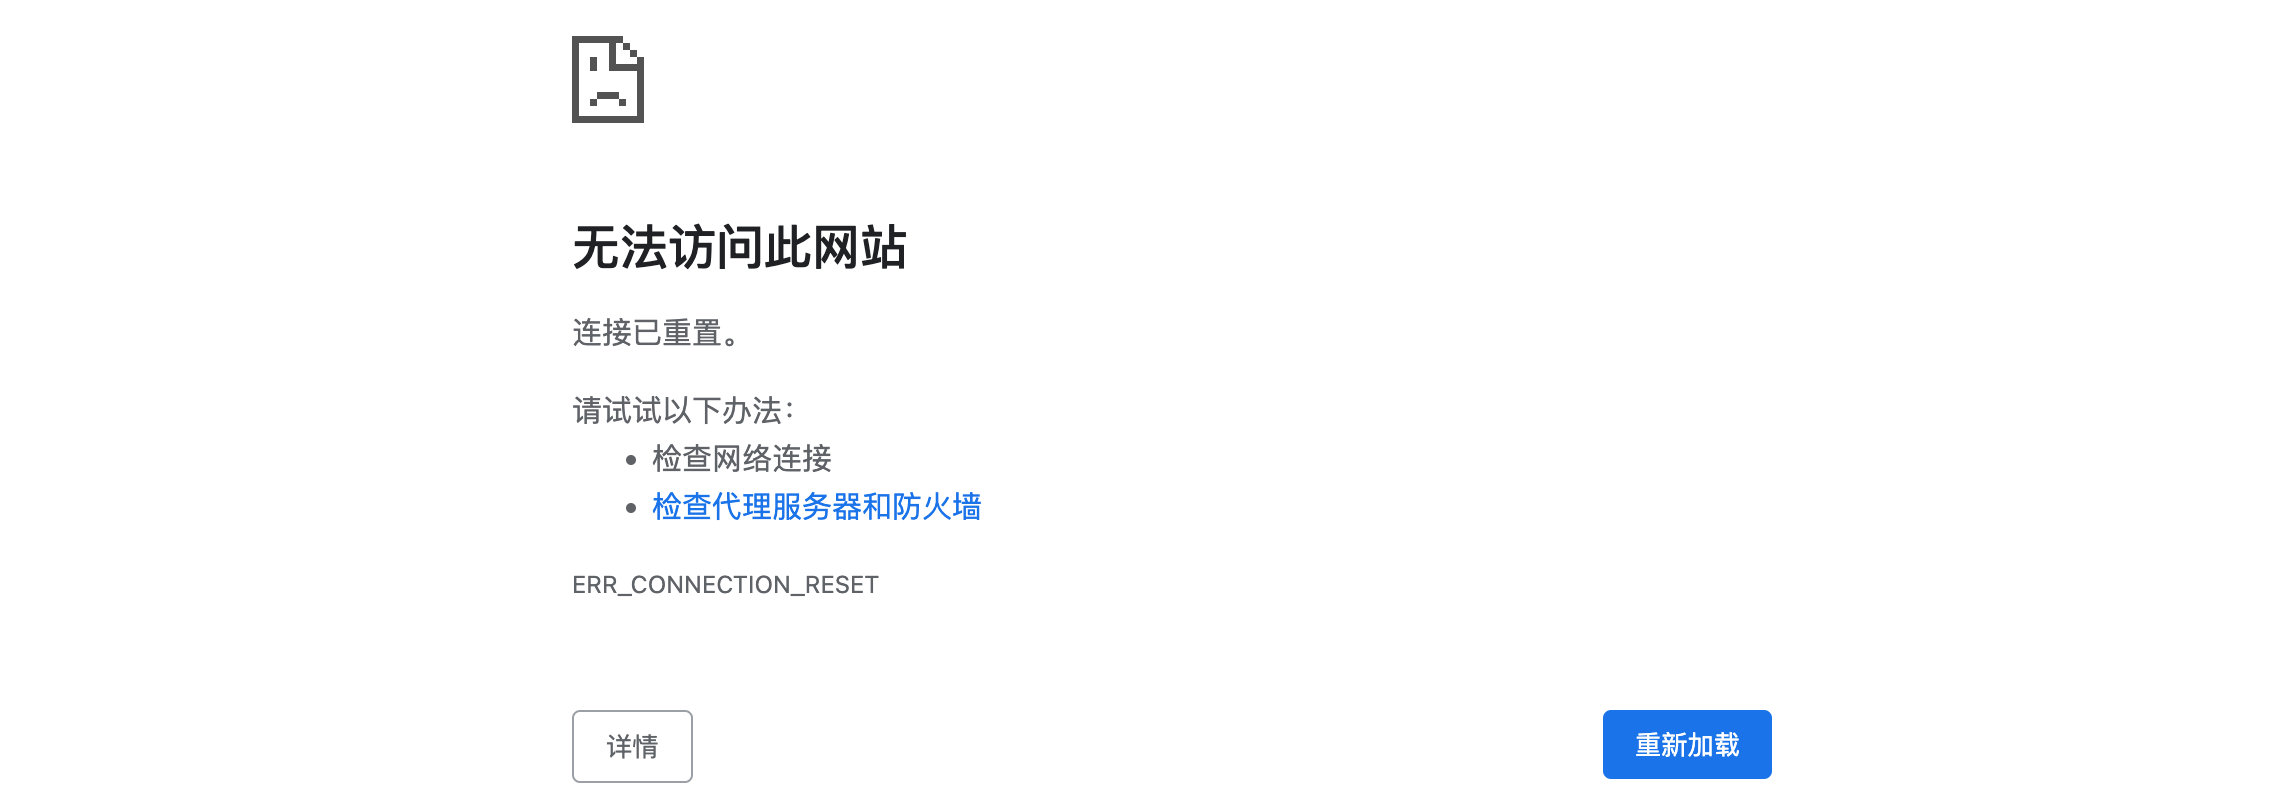 无法访问此网站
连接已重置。
请试试以下办法：
检查网络连接
检查代理服务器和防火墙
ERR_CONNECTION_RESET
详情
重新加载